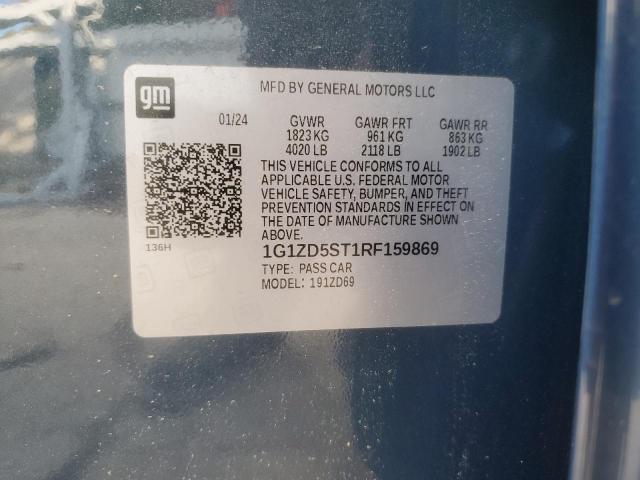 gm
MFD BY GENERAL MOTORS LLC
01/24 GVWR GAWR FRT GAWR RR
1823 KG 961 KG 863 KG
4020 LB 2118 LB 1902 LB
THIS VEHICLE CONFORMS TO ALL
APPLICABLE U.S. FEDERAL MOTOR
VEHICLE SAFETY, BUMPER, AND THEFT
PREVENTION STANDARDS IN EFFECT ON
THE DATE OF MANUFACTURE SHOWN
ABOVE.
136H
1G1ZD5ST1RF159869
TYPE: PASS CAR
MODEL: 191ZD69